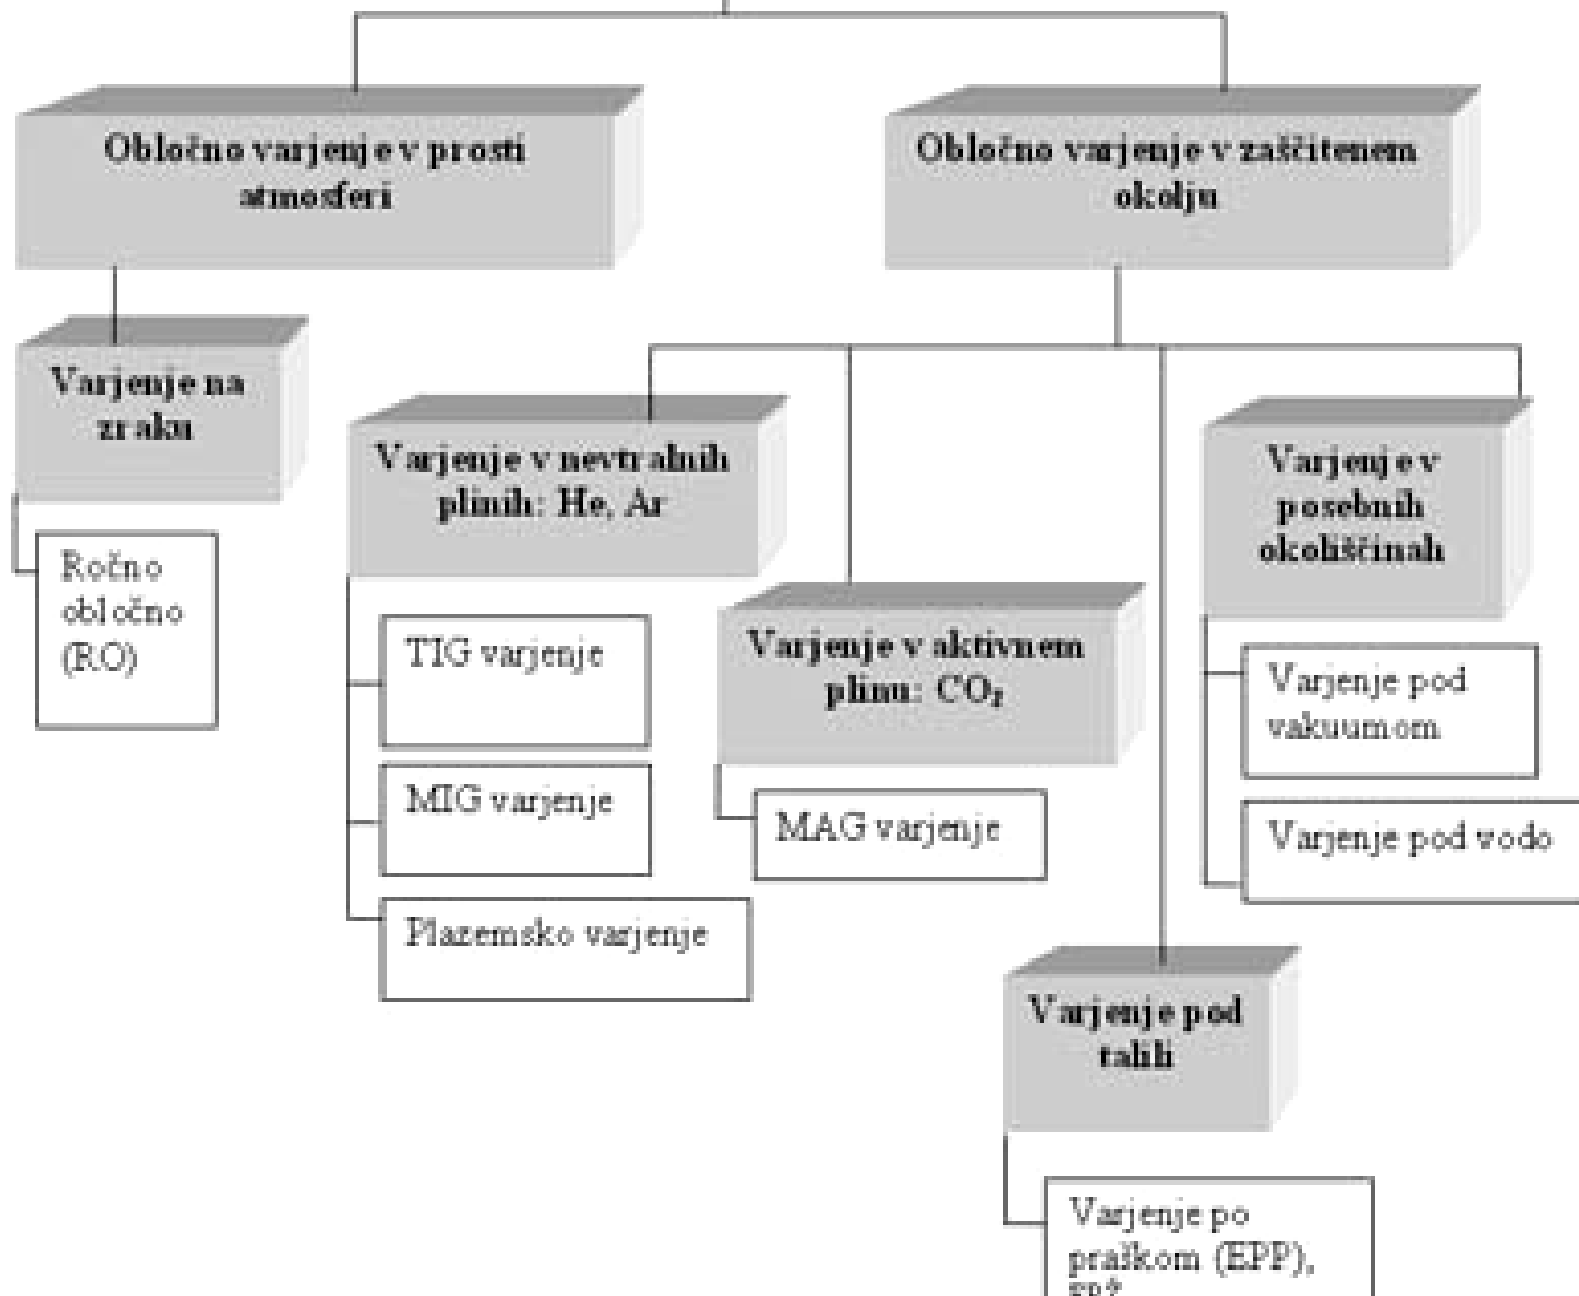 Obločno varjenje v prosti
atmosferi
Obločno varjenje v zaščitenem
okolju
Varjenje na
zraku
Ročno
obločno
(RO)
Varjenje v nevtralnih
plinih: He, Ar
TIG varjenje
MIG varjenje
Plazemsko varjenje
Varjenje v aktivnem
plinu: CO₂
MAG varjenje
Varjenje v
posebnih
okoliščinah
Varjenje pod
vakuumom
Varjenje pod vodo
Varjenje pod
talili
Varjenje po
praškom (EPP),